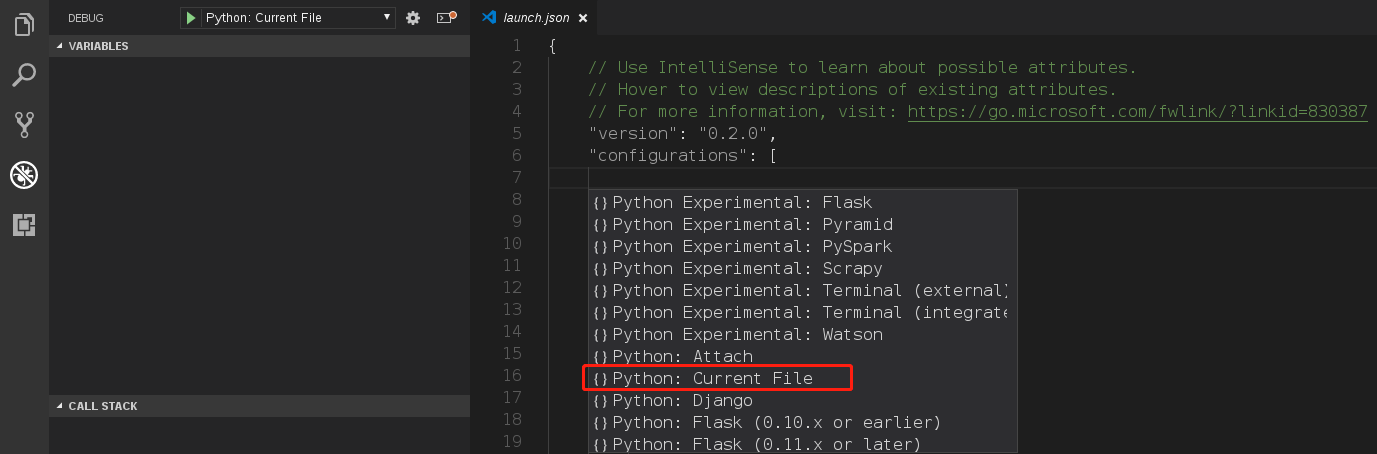 DEBUG
Python: Current File
launch.json
VARIABLES
CALL STACK
1 {
2 // Use IntelliSense to learn about possible attributes.
3 // Hover to view descriptions of existing attributes.
4 // For more information, visit: https://go.microsoft.com/fwlink/?linkid=830387
5 "version": "0.2.0",
6 "configurations": [
7
8 {}Python Experimental: Flask
9 {}Python Experimental: Pyramid
10 {}Python Experimental: PySpark
11 {}Python Experimental: Scrapy
12 {}Python Experimental: Terminal (external)
13 {}Python Experimental: Terminal (integrate
14 {}Python Experimental: Watson
15 {}Python: Attach
16 {}Python: Current File
17 {}Python: Django
18 {}Python: Flask (0.10.x or earlier)
19 {}Python: Flask (0.11.x or later)